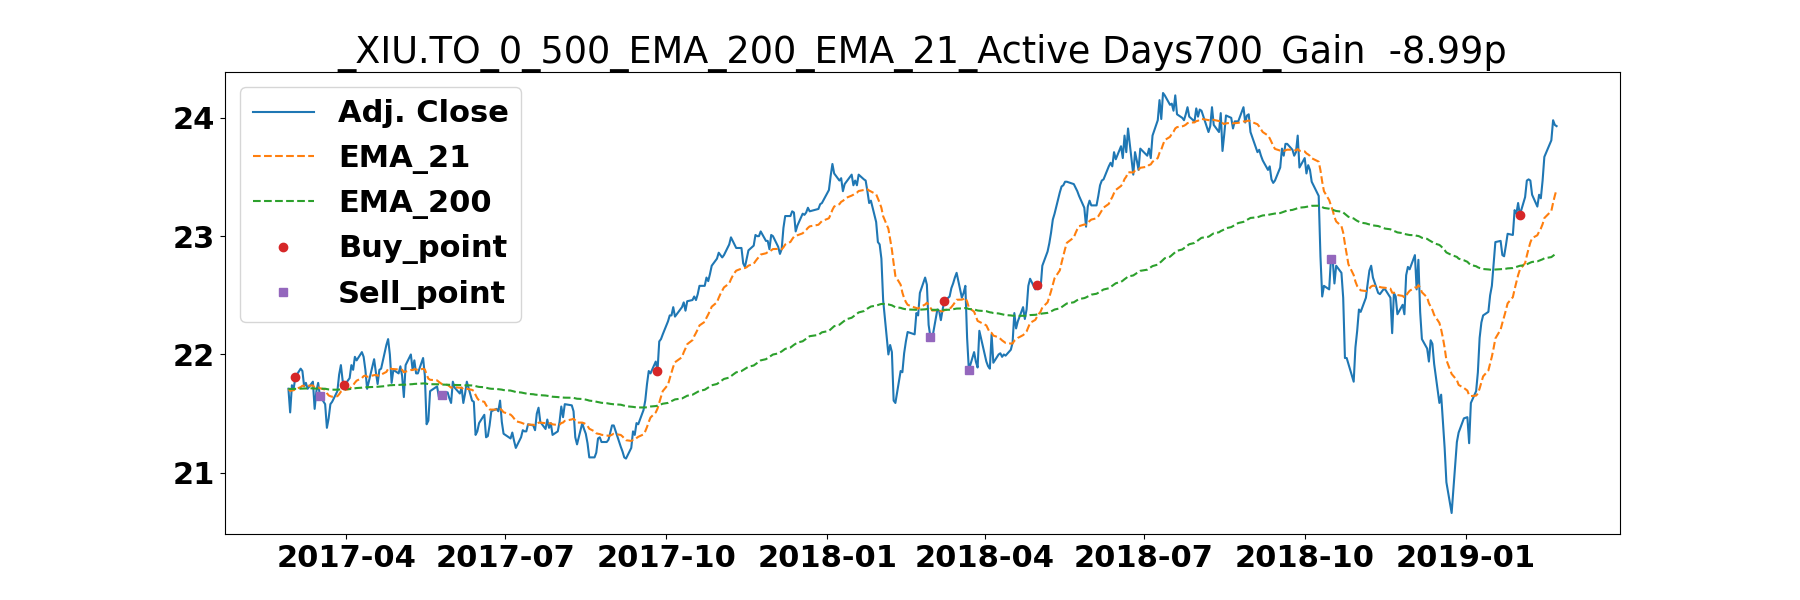 _XIU.TO_0_500_EMA_200_EMA_21_Active Days700_Gain  -8.99p
Adj. Close
EMA_21
EMA_200
Buy_point
Sell_point
24
23
22
21
2017-04 2017-07 2017-10 2018-01 2018-04 2018-07 2018-10 2019-01